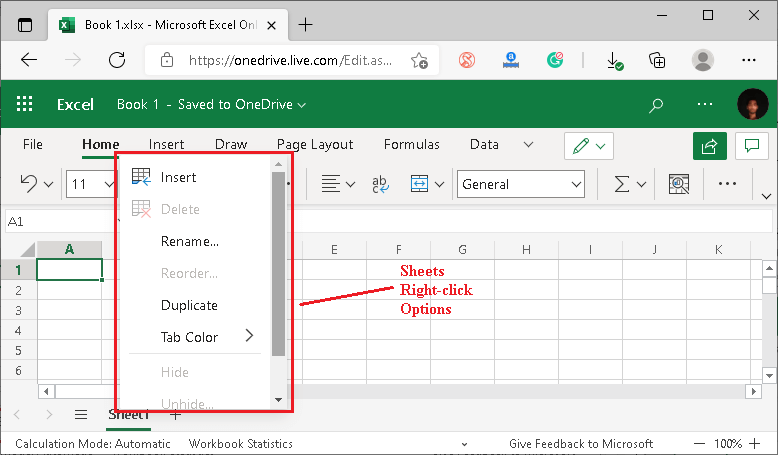 Book 1.xlsx - Microsoft Excel Onl
https://onedrive.live.com/Edit.as...
Excel Book 1 - Saved to OneDrive
File Home Insert Draw Page Layout Formulas Data
11 General
A1
A E F G H I J K
1
2
3
4
5
6
Insert
Delete
Rename...
Reorder...
Duplicate
Tab Color
Hide
Unhide...
Sheets
Right-click
Options
Sheet1
Calculation Mode: Automatic Workbook Statistics Give Feedback to Microsoft 100%